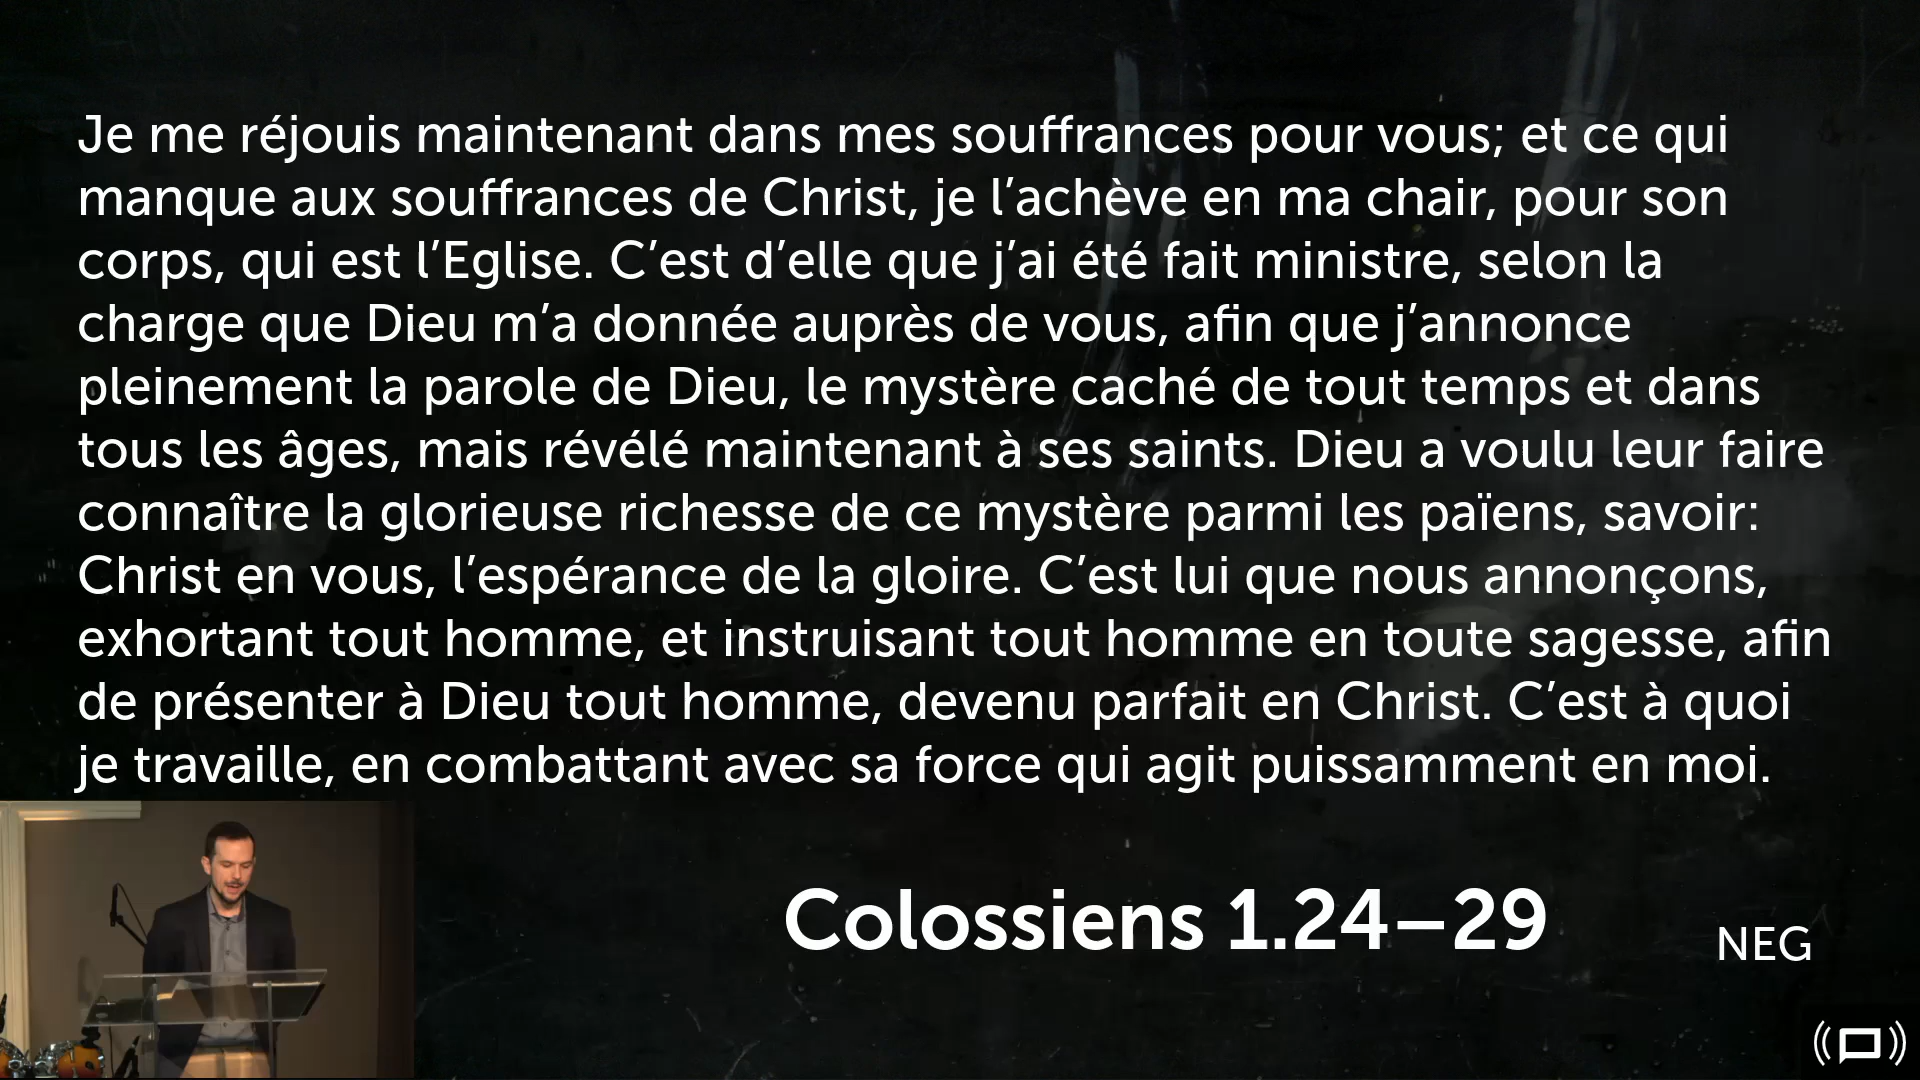 Je me réjouis maintenant dans mes souffrances pour vous; et ce qui
manque aux souffrances de Christ, je l’achève en ma chair, pour son
corps, qui est l’Eglise. C’est d’elle que j’ai été fait ministre, selon la
charge que Dieu m’a donnée auprès de vous, afin que j’annonce
pleinement la parole de Dieu, le mystère caché de tout temps et dans
tous les âges, mais révélé maintenant à ses saints. Dieu a voulu leur faire
connaître la glorieuse richesse de ce mystère parmi les païens, savoir:
Christ en vous, l’espérance de la gloire. C’est lui que nous annonçons,
exhortant tout homme, et instruisant tout homme en toute sagesse, afin
de présenter à Dieu tout homme, devenu parfait en Christ. C’est à quoi
je travaille, en combattant avec sa force qui agit puissamment en moi.
Colossiens 1.24–29
NEG